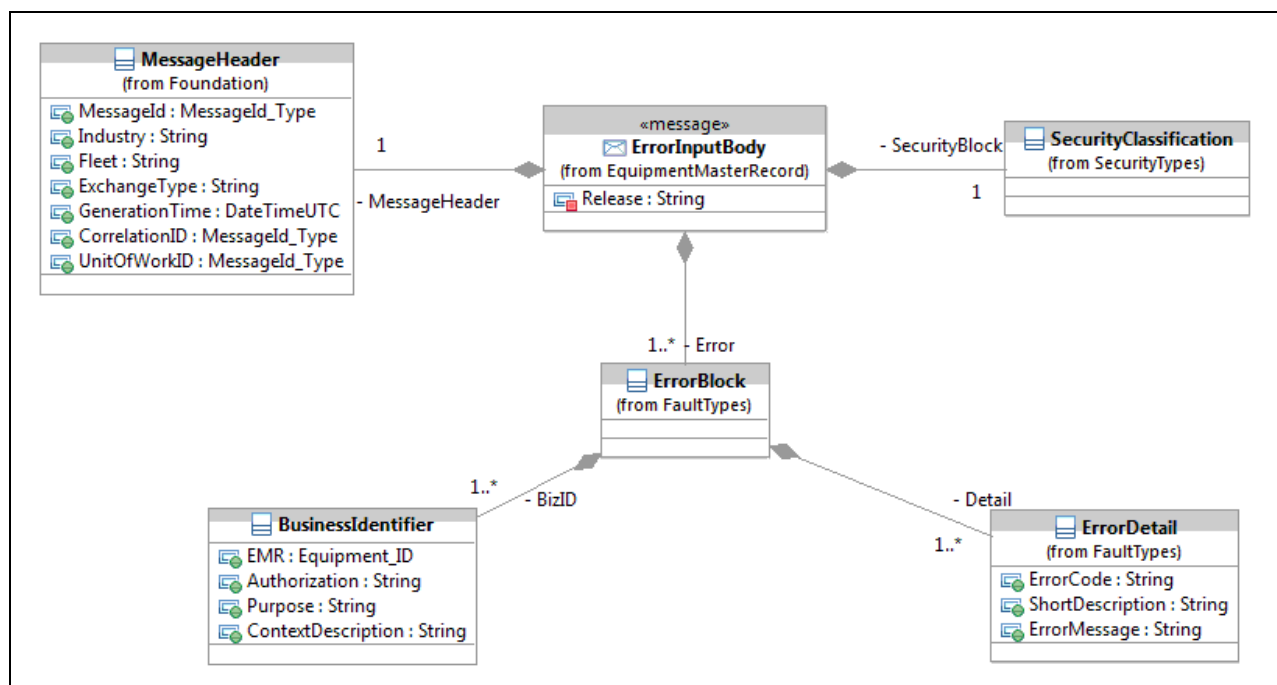 MessageHeader
(from Foundation)
MessageId : MessageId_Type
Industry : String
Fleet : String
ExchangeType : String
GenerationTime : DateTimeUTC
CorrelationID : MessageId_Type
UnitOfWorkID : MessageId_Type
1
- MessageHeader
«message»
ErrorInputBody
(from EquipmentMasterRecord)
Release : String
- SecurityBlock
1
SecurityClassification
(from SecurityTypes)
1..* - Error
ErrorBlock
(from FaultTypes)
1..*
- BizID
BusinessIdentifier
EMR : Equipment_ID
Authorization : String
Purpose : String
ContextDescription : String
- Detail
1..*
ErrorDetail
(from FaultTypes)
ErrorCode : String
ShortDescription : String
ErrorMessage : String